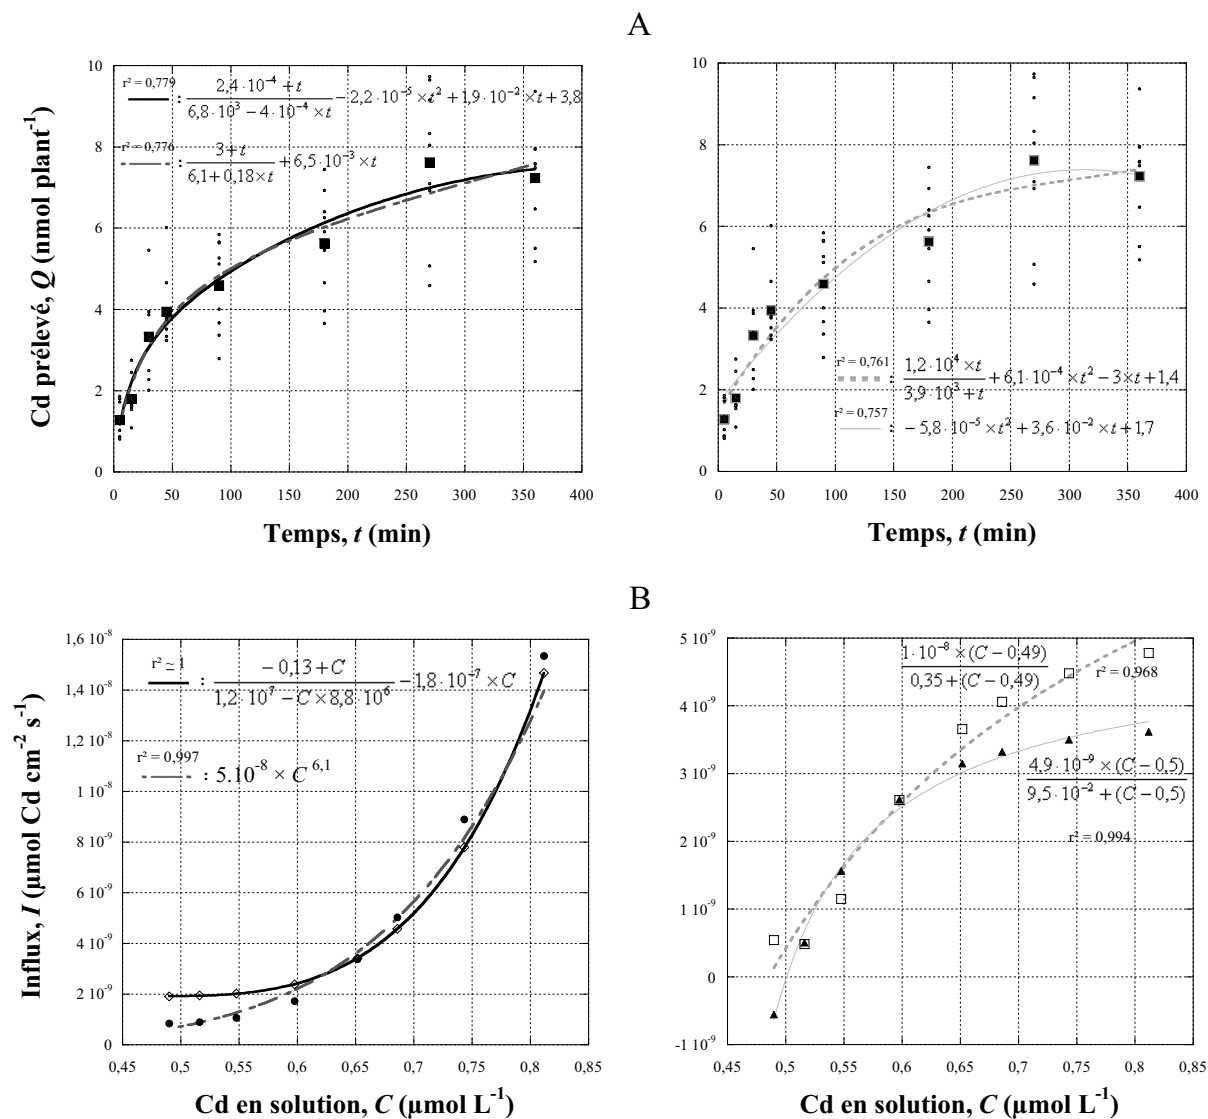 A
Cd prélevé, Q (nmol plant⁻¹)
10
8
6
4
2
0
r² = 0,779
: (2,4·10⁻⁴ + t) / (6,8·10³ − 4·10⁻⁴ × t) − 2,2·10⁻⁵ × t² + 1,9·10⁻² × t + 3,8
r² = 0,776
: (3 + t) / (6,1 + 0,18 × t) + 6,5·10⁻³ × t
0 50 100 150 200 250 300 350 400
Temps, t (min)
10
8
6
4
2
0
r² = 0,761
: (1,2·10⁴ × t) / (3,9·10³ + t) + 6,1·10⁻⁴ × t² − 3 × t + 1,4
r² = 0,757
: − 5,8·10⁻⁵ × t² + 3,6·10⁻² × t + 1,7
0 50 100 150 200 250 300 350 400
Temps, t (min)
B
Influx, I (µmol Cd cm⁻² s⁻¹)
1,6 10⁻⁸
1,4 10⁻⁸
1,2 10⁻⁸
1 10⁻⁸
8 10⁻⁹
6 10⁻⁹
4 10⁻⁹
2 10⁻⁹
0
r² ≃ 1
: (− 0,13 + C) / (1,2·10⁷ − C × 8,8·10⁶) − 1,8·10⁻⁷ × C
r² = 0,997
: 5.10⁻⁸ × C^6,1
0,45 0,5 0,55 0,6 0,65 0,7 0,75 0,8 0,85
Cd en solution, C (µmol L⁻¹)
5 10⁻⁹
4 10⁻⁹
3 10⁻⁹
2 10⁻⁹
1 10⁻⁹
0
-1 10⁻⁹
(1·10⁻⁸ × (C − 0,49)) / (0,35 + (C − 0,49))
r² = 0,968
(4,9·10⁻⁹ × (C − 0,5)) / (9,5·10⁻² + (C − 0,5))
r² = 0,994
0,45 0,5 0,55 0,6 0,65 0,7 0,75 0,8 0,85
Cd en solution, C (µmol L⁻¹)